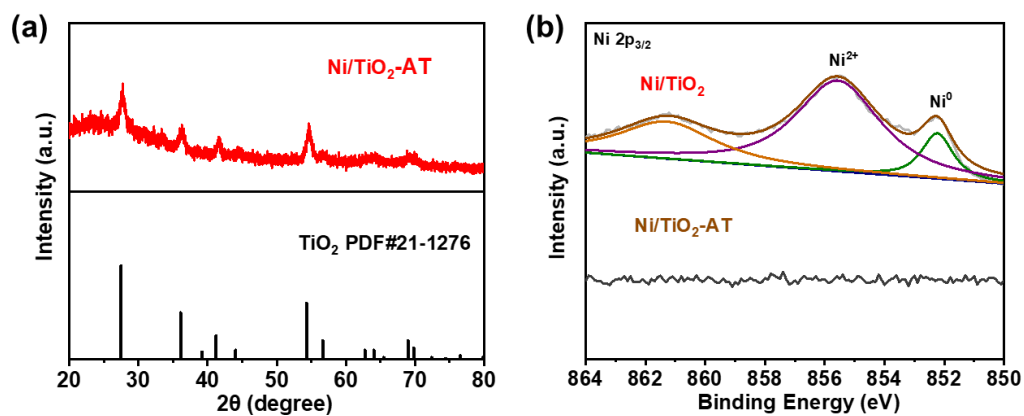 (a)
Ni/TiO₂-AT
TiO₂ PDF#21-1276
Intensity (a.u.)
20 30 40 50 60 70 80
2θ (degree)
(b)
Ni 2p₃/₂
Ni/TiO₂
Ni²⁺
Ni⁰
Ni/TiO₂-AT
Intensity (a.u.)
864 862 860 858 856 854 852 850
Binding Energy (eV)